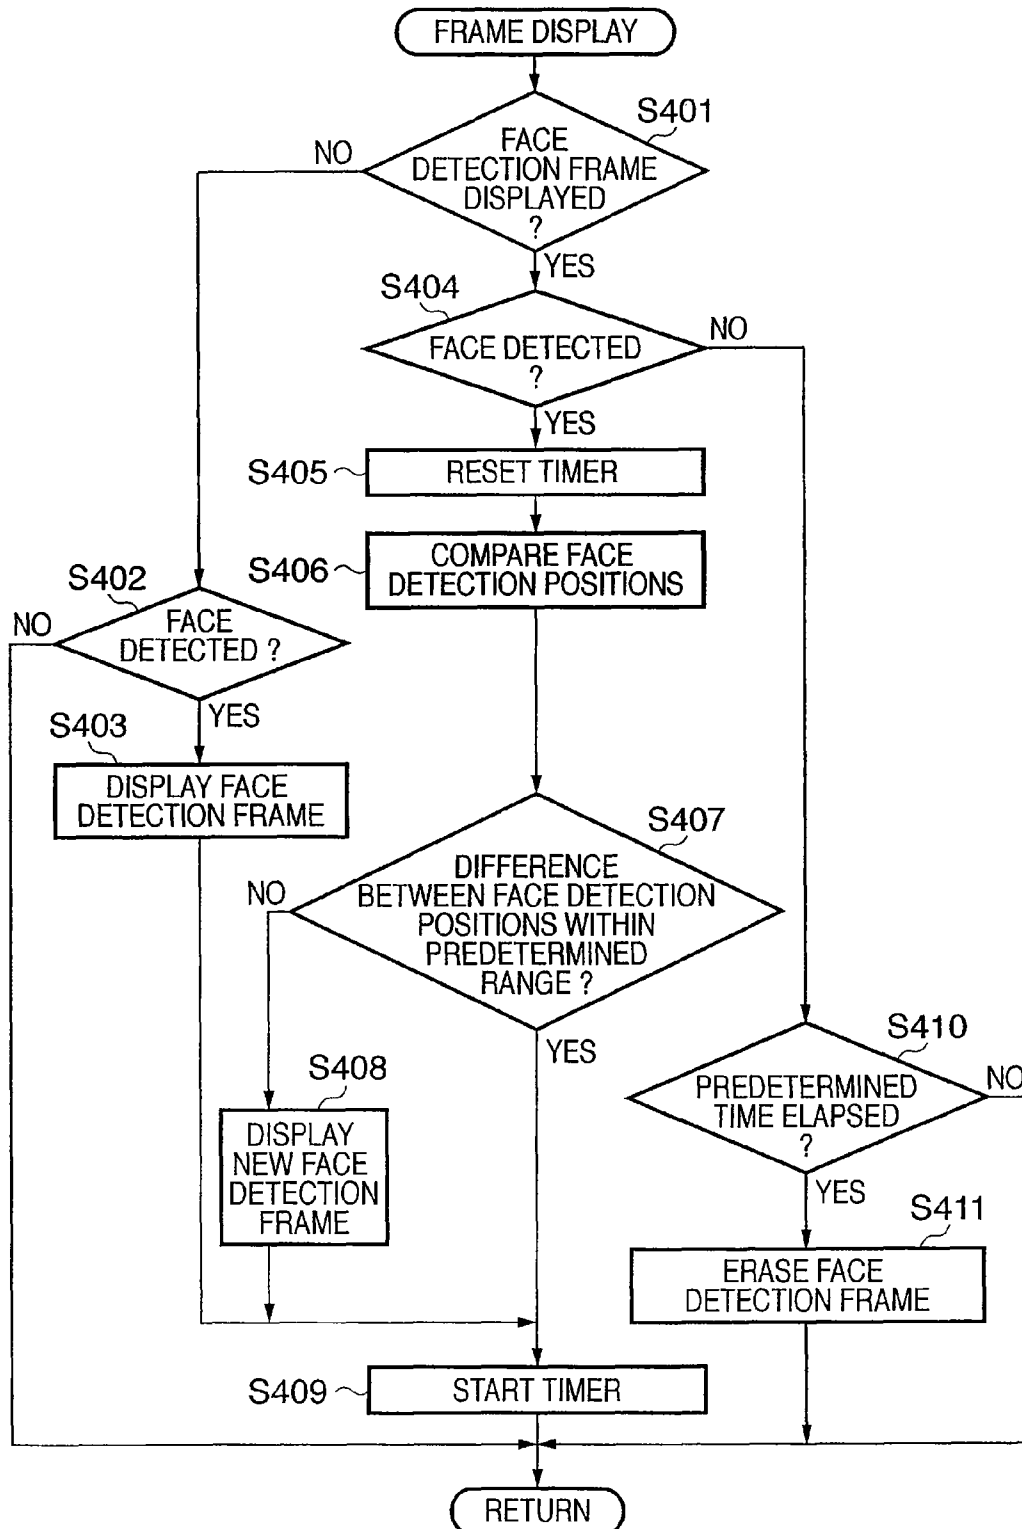 FRAME DISPLAY
S401
FACE
DETECTION FRAME
DISPLAYED
?
NO
YES
S404
FACE DETECTED
?
NO
YES
S405
RESET TIMER
S406
COMPARE FACE
DETECTION POSITIONS
S402
FACE
DETECTED ?
NO
YES
S403
DISPLAY FACE
DETECTION FRAME
S407
DIFFERENCE
BETWEEN FACE DETECTION
POSITIONS WITHIN
PREDETERMINED
RANGE ?
NO
YES
S408
DISPLAY
NEW FACE
DETECTION
FRAME
S410
PREDETERMINED
TIME ELAPSED
?
NO
YES
S411
ERASE FACE
DETECTION FRAME
S409
START TIMER
RETURN